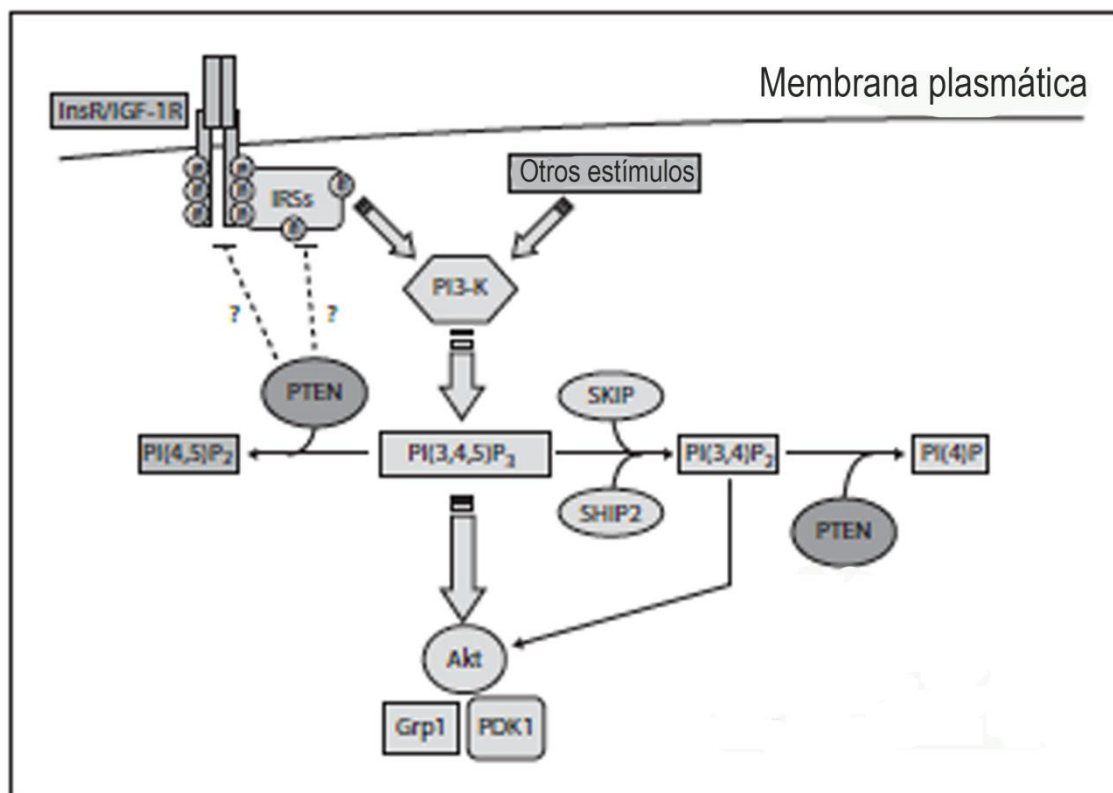 Membrana plasmática
InsR/IGF-1R
Otros estímulos
IRSs
PI3-K
?
?
PTEN
SKIP
PI(4,5)P₂
PI(3,4,5)P₃
PI(3,4)P₂
PI(4)P
SHIP2
PTEN
Akt
Grp1
PDK1